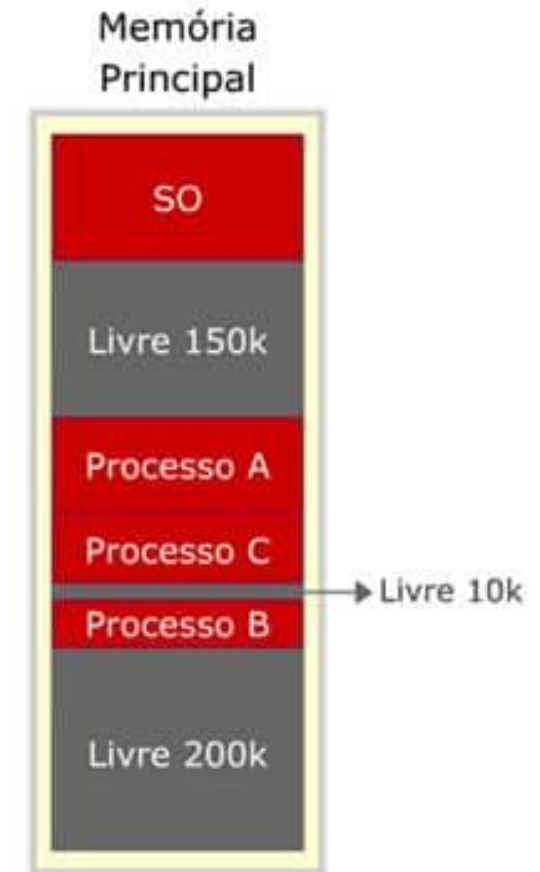 Memória
Principal
SO
Livre 150k
Processo A
Processo C
Livre 10k
Processo B
Livre 200k